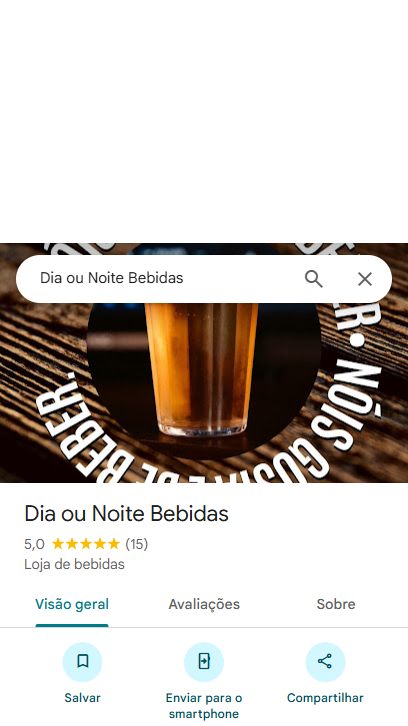 Dia ou Noite Bebidas
BEBER. NÓIS GOSTA DE BEBER.
Dia ou Noite Bebidas
5,0 (15)
Loja de bebidas
Visão geral Avaliações Sobre
Salvar Enviar para o smartphone Compartilhar